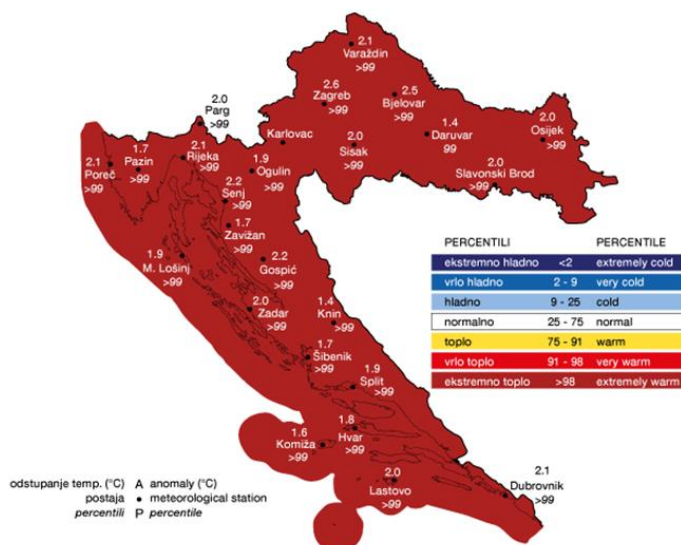 2.1
Varaždin
>99
2.6
Zagreb
>99
2.5
Bjelovar
>99
2.0
Parg
>99
Karlovac
2.0
Sisak
>99
1.4
Daruvar
99
2.0
Osijek
>99
2.0
Slavonski Brod
>99
2.1
Poreč
>99
1.7
Pazin
>99
2.1
Rijeka
>99
1.9
Ogulin
>99
2.2
Senj
>99
1.7
Zavižan
>99
1.9
M. Lošinj
>99
2.2
Gospić
>99
2.0
Zadar
>99
1.4
Knin
>99
1.7
Šibenik
>99
1.9
Split
>99
1.8
Hvar
>99
1.6
Komiža
>99
2.0
Lastovo
>99
2.1
Dubrovnik
>99
PERCENTILI PERCENTILE
ekstremno hladno <2 extremely cold
vrlo hladno 2 - 9 very cold
hladno 9 - 25 cold
normalno 25 - 75 normal
toplo 75 - 91 warm
vrlo toplo 91 - 98 very warm
ekstremno toplo >98 extremely warm
odstupanje temp. (°C) A anomaly (°C)
postaja • meteorological station
percentili P percentile